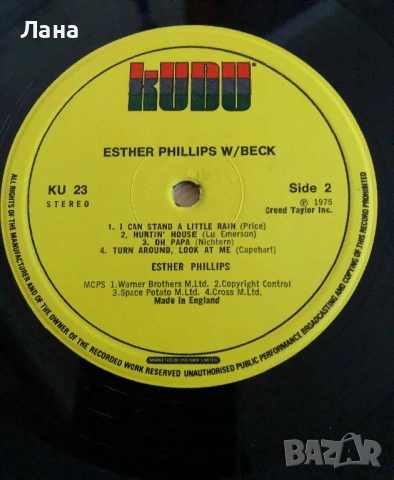 Лана
KUDU
ESTHER PHILLIPS W/BECK
KU 23
STEREO
Side 2
Ⓟ 1975
Creed Taylor Inc.
1. I CAN STAND A LITTLE RAIN (Price)
2. HURTIN' HOUSE (Lu Emerson)
3. OH PAPA (Nichtern)
4. TURN AROUND, LOOK AT ME (Capehart)
ESTHER PHILLIPS
MCPS 1.Warner Brothers M.Ltd. 2.Copyright Control
3.Space Potato M.Ltd. 4.Cross M.Ltd.
Made in England
MARKETED BY POLYDOR LIMITED
ALL RIGHTS OF THE MANUFACTURER AND OF THE OWNER OF THE RECORDED WORK RESERVED UNAUTHORISED PUBLIC PERFORMANCE BROADCASTING AND COPYING OF THIS RECORD PROHIBITED
BAZAR